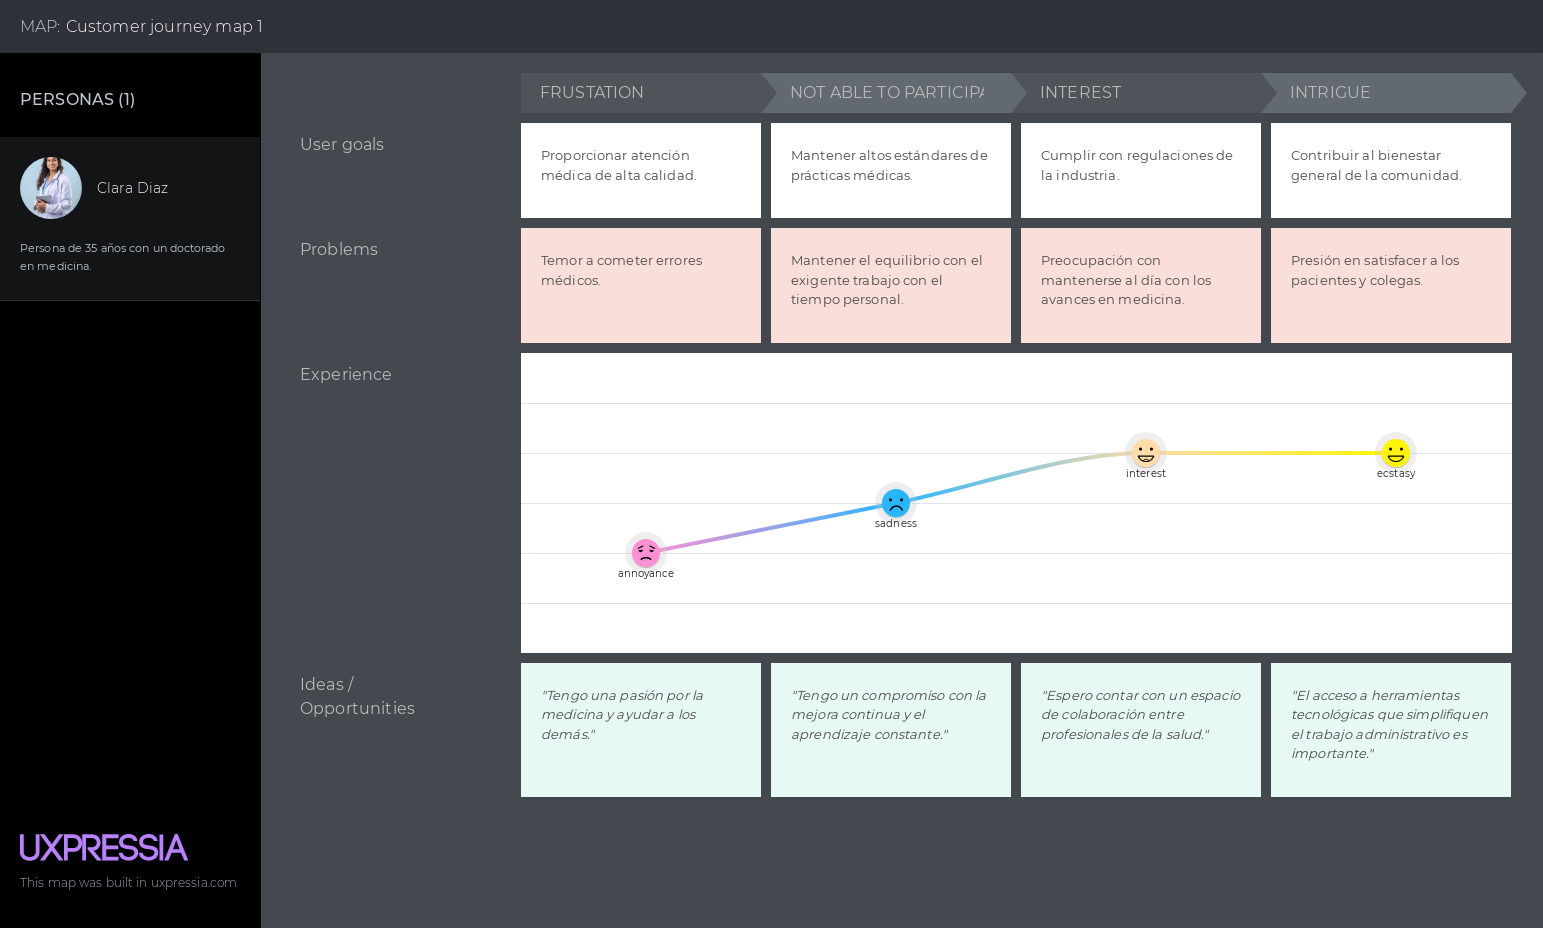 MAP: Customer journey map 1
PERSONAS (1)
Clara Diaz
Persona de 35 años con un doctorado
en medicina.
FRUSTATION
NOT ABLE TO PARTICIPA
INTEREST
INTRIGUE
User goals
Proporcionar atención
médica de alta calidad.
Mantener altos estándares de
prácticas médicas.
Cumplir con regulaciones de
la industria.
Contribuir al bienestar
general de la comunidad.
Problems
Temor a cometer errores
médicos.
Mantener el equilibrio con el
exigente trabajo con el
tiempo personal.
Preocupación con
mantenerse al día con los
avances en medicina.
Presión en satisfacer a los
pacientes y colegas.
Experience
annoyance
sadness
interest
ecstasy
Ideas /
Opportunities
"Tengo una pasión por la
medicina y ayudar a los
demás."
"Tengo un compromiso con la
mejora continua y el
aprendizaje constante."
"Espero contar con un espacio
de colaboración entre
profesionales de la salud."
"El acceso a herramientas
tecnológicas que simplifiquen
el trabajo administrativo es
importante."
UXPRESSIA
This map was built in uxpressia.com